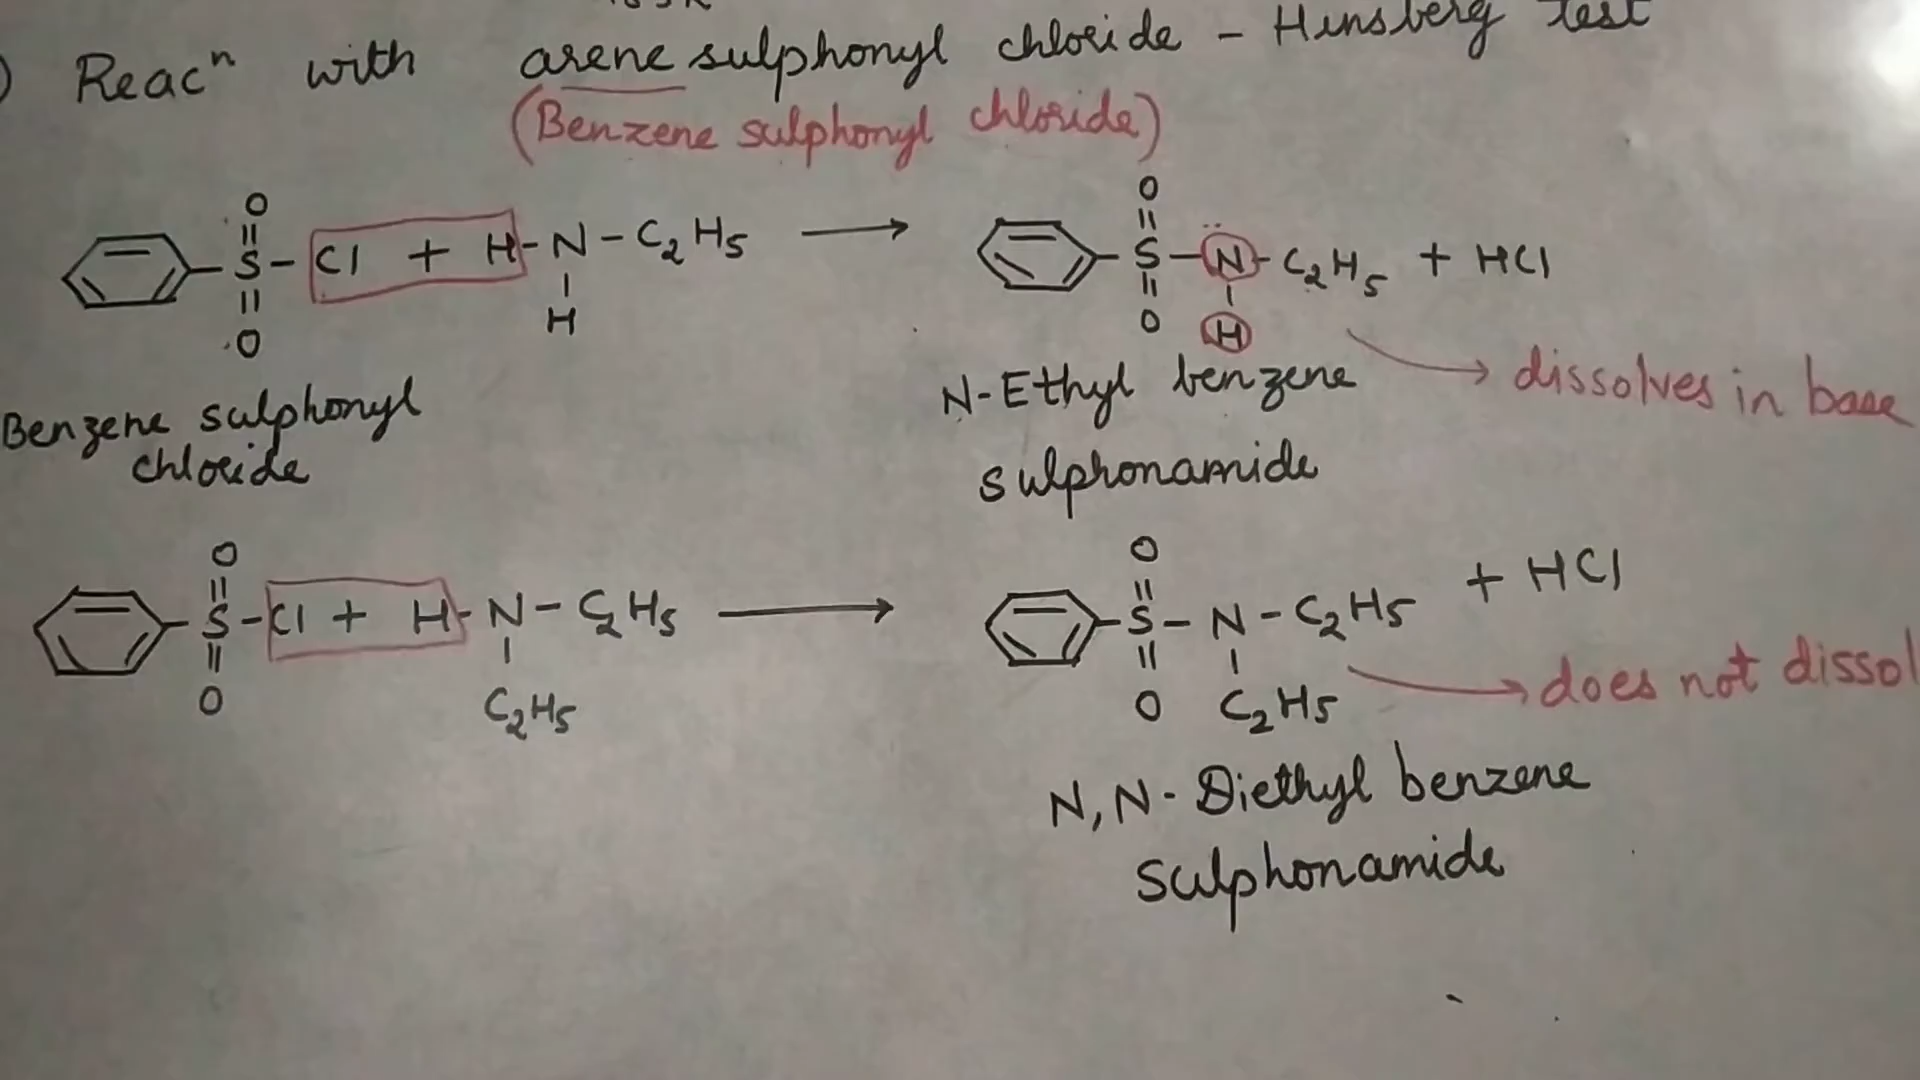 ) Reacⁿ with arene sulphonyl chloride - Hinsberg test
(Benzene sulphonyl chloride)
O
S - Cl + H - N - C₂H₅ → S - N̈ - C₂H₅ + HCl
O H O H
→ dissolves in base
Benzene sulphonyl
chloride
N-Ethyl benzene
sulphonamide
O O
S - Cl + H - N - C₂H₅ → S - N - C₂H₅ + HCl
O C₂H₅ O C₂H₅
→ does not dissol
N,N- Diethyl benzene
sulphonamide